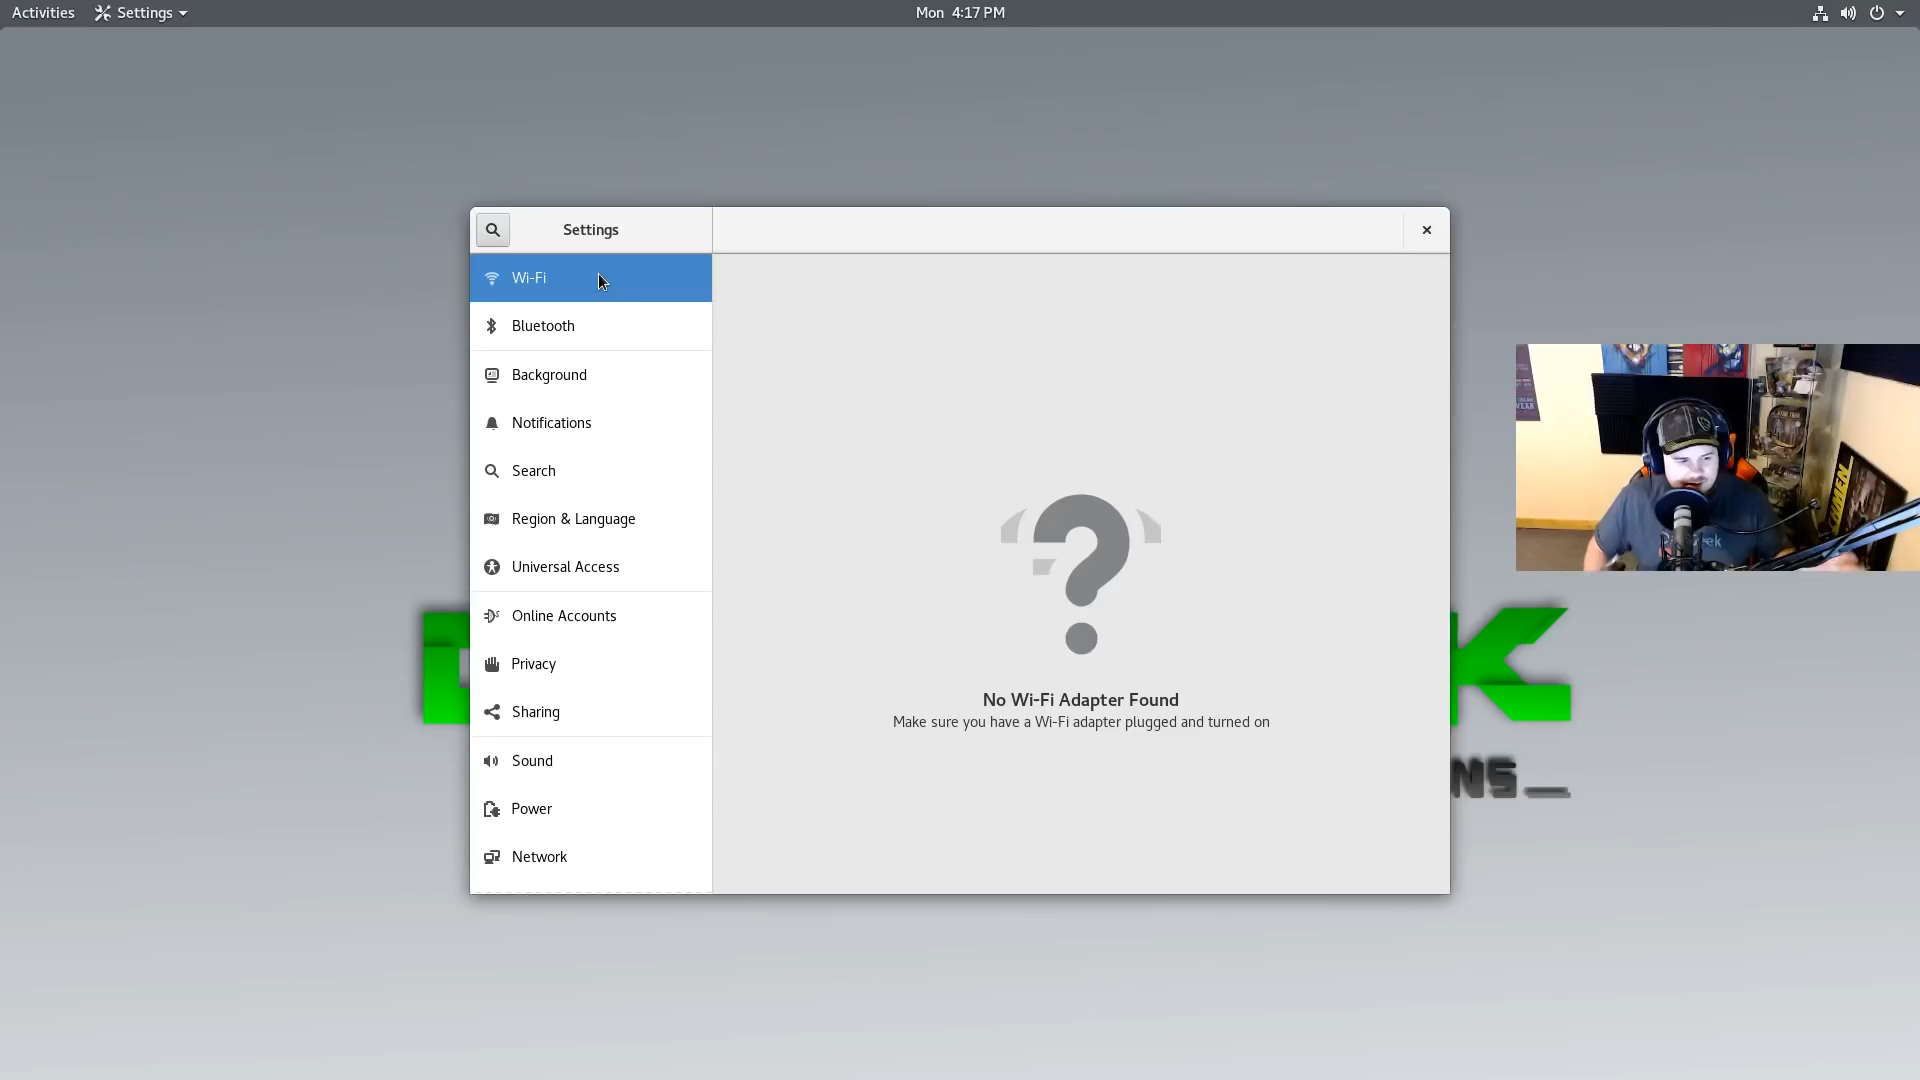 Activities
Settings
Mon 4:17 PM
Settings
Wi-Fi
Bluetooth
Background
Notifications
Search
Region & Language
Universal Access
Online Accounts
Privacy
Sharing
Sound
Power
Network
No Wi-Fi Adapter Found
Make sure you have a Wi-Fi adapter plugged and turned on
K
NS_